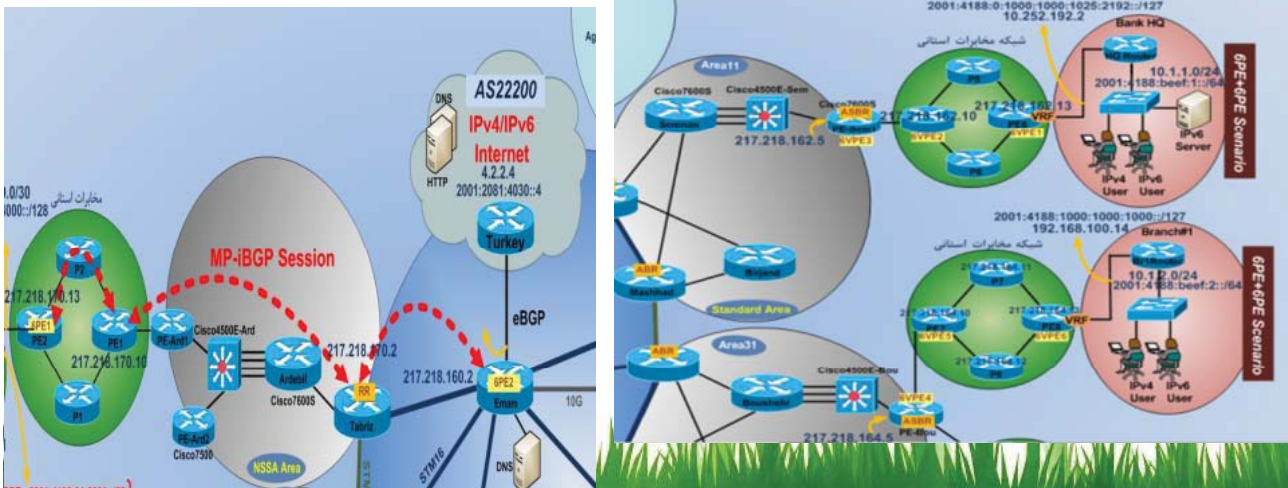 AS22200
DNS
HTTP
IPv4/IPv6
Internet
4.2.2.4
2001:2081:4030::4
Turkey
eBGP
0.0/30
000::/128
مخابرات استانی
P2
217.218.170.13
6PE1
PE2
PE1
217.218.170.10
P1
MP-iBGP Session
PE-Ard1
Cisco4500E-Ard
217.218.170.2
Ardebil
Cisco7600S
PE-Ard2
Cisco7500
NSSA Area
RR
Tabriz
217.218.160.2
6PE2
Emam
10G
DNS
STM16
2001:4188:0:1000:1000:1025:2192::/127
10.252.192.2
Bank HQ
شبکه مخابرات استانی
HQ Router
10.1.1.0/24
2001:4188:beef:1::/64
217.218.162.13
VRF
6VPE1
IPv6
Server
IPv4
User
IPv6
User
6PE+6PE Scenario
Area11
Cisco7600S
Cisco4500E-Sem
Semnan
217.218.162.5
Cisco7600S
ASBR
6VPE3
217.218.162.10
6VPE2
ABR
Mashhad
Birjand
Standard Area
2001:4188:1000:1000:1000::/127
192.168.100.14
Branch#1
شبکه مخابرات استانی
10.1.2.0/24
2001:4188:beef:2::/64
P7
VRF
6VPE5
6VPE6
IPv4
User
IPv6
User
6PE+6PE Scenario
ABR
Area31
Boushehr
Cisco4500E-Bou
6VPE4
ASBR
PE-Bou
217.218.164.5